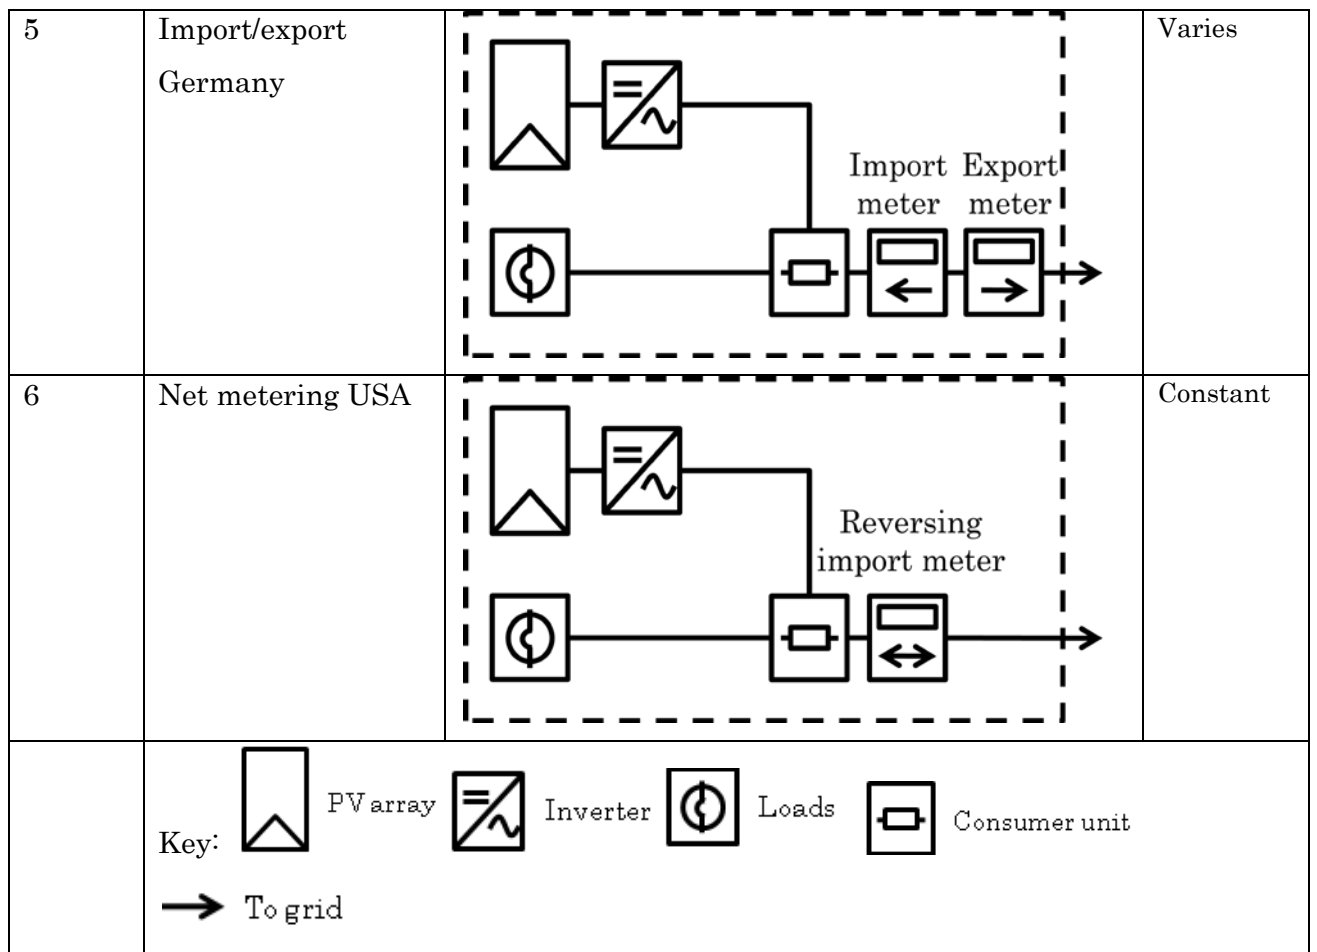 5
Import/export
Germany
Import Export
meter meter
Varies
6
Net metering USA
Reversing
import meter
Constant
Key:
PV array
Inverter
Loads
Consumer unit
To grid